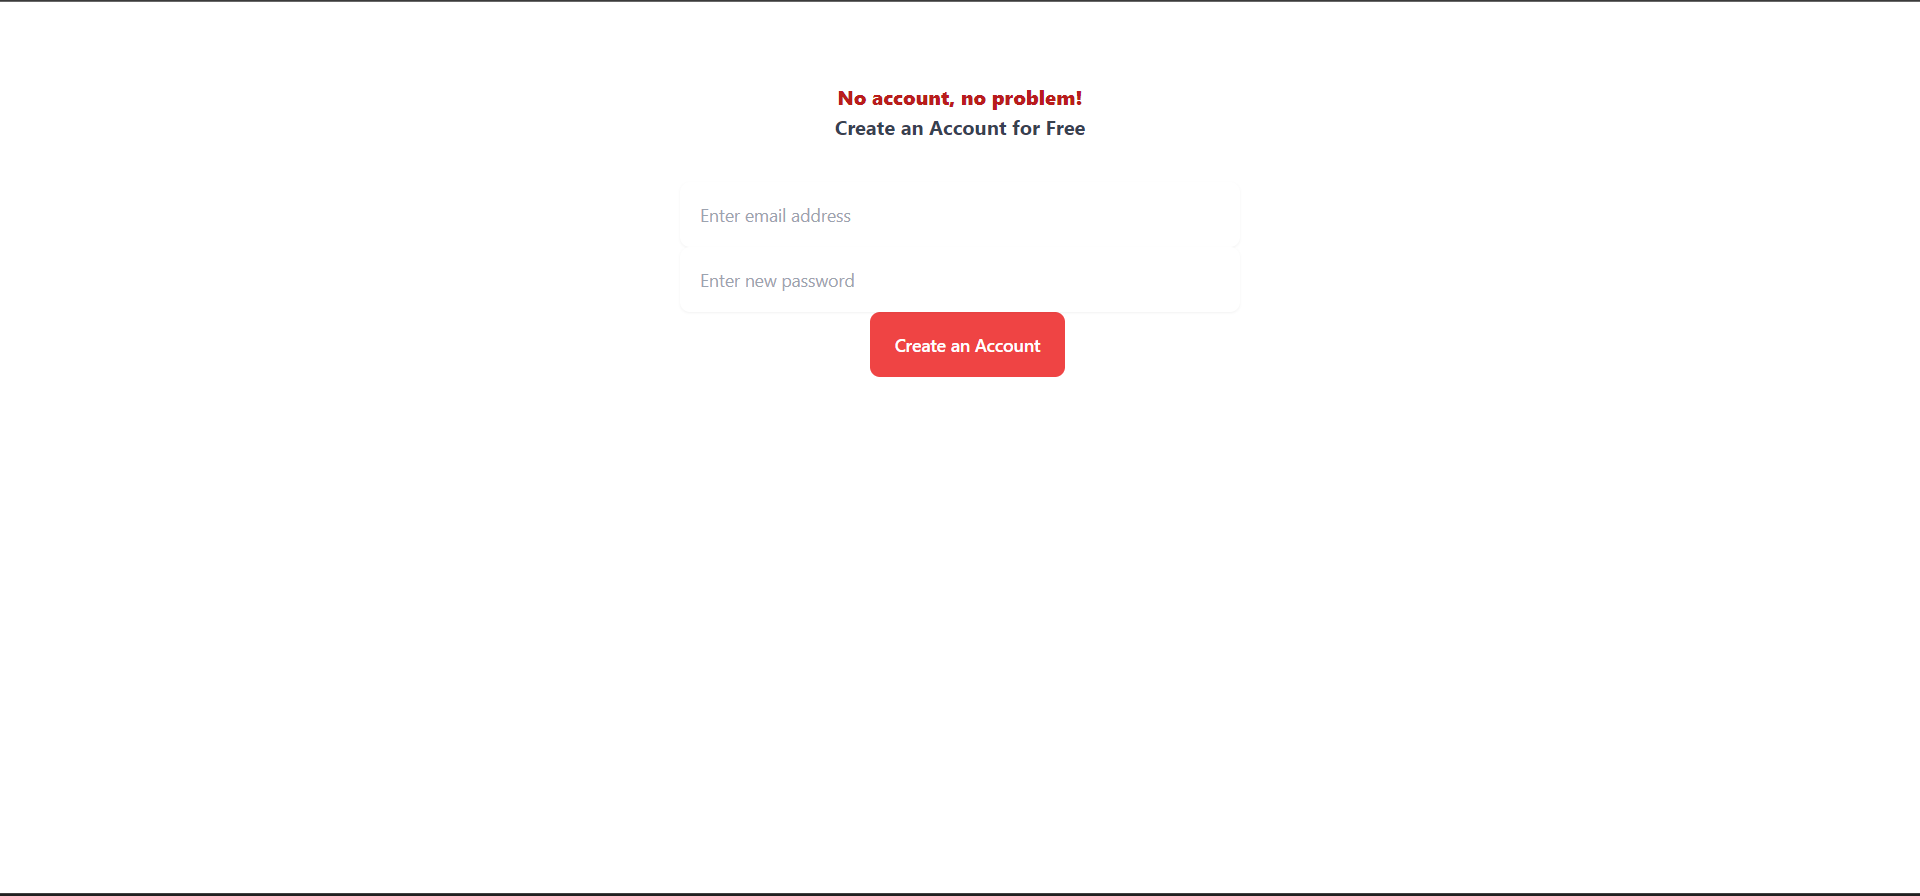 No account, no problem!
Create an Account for Free
Enter email address
Enter new password
Create an Account